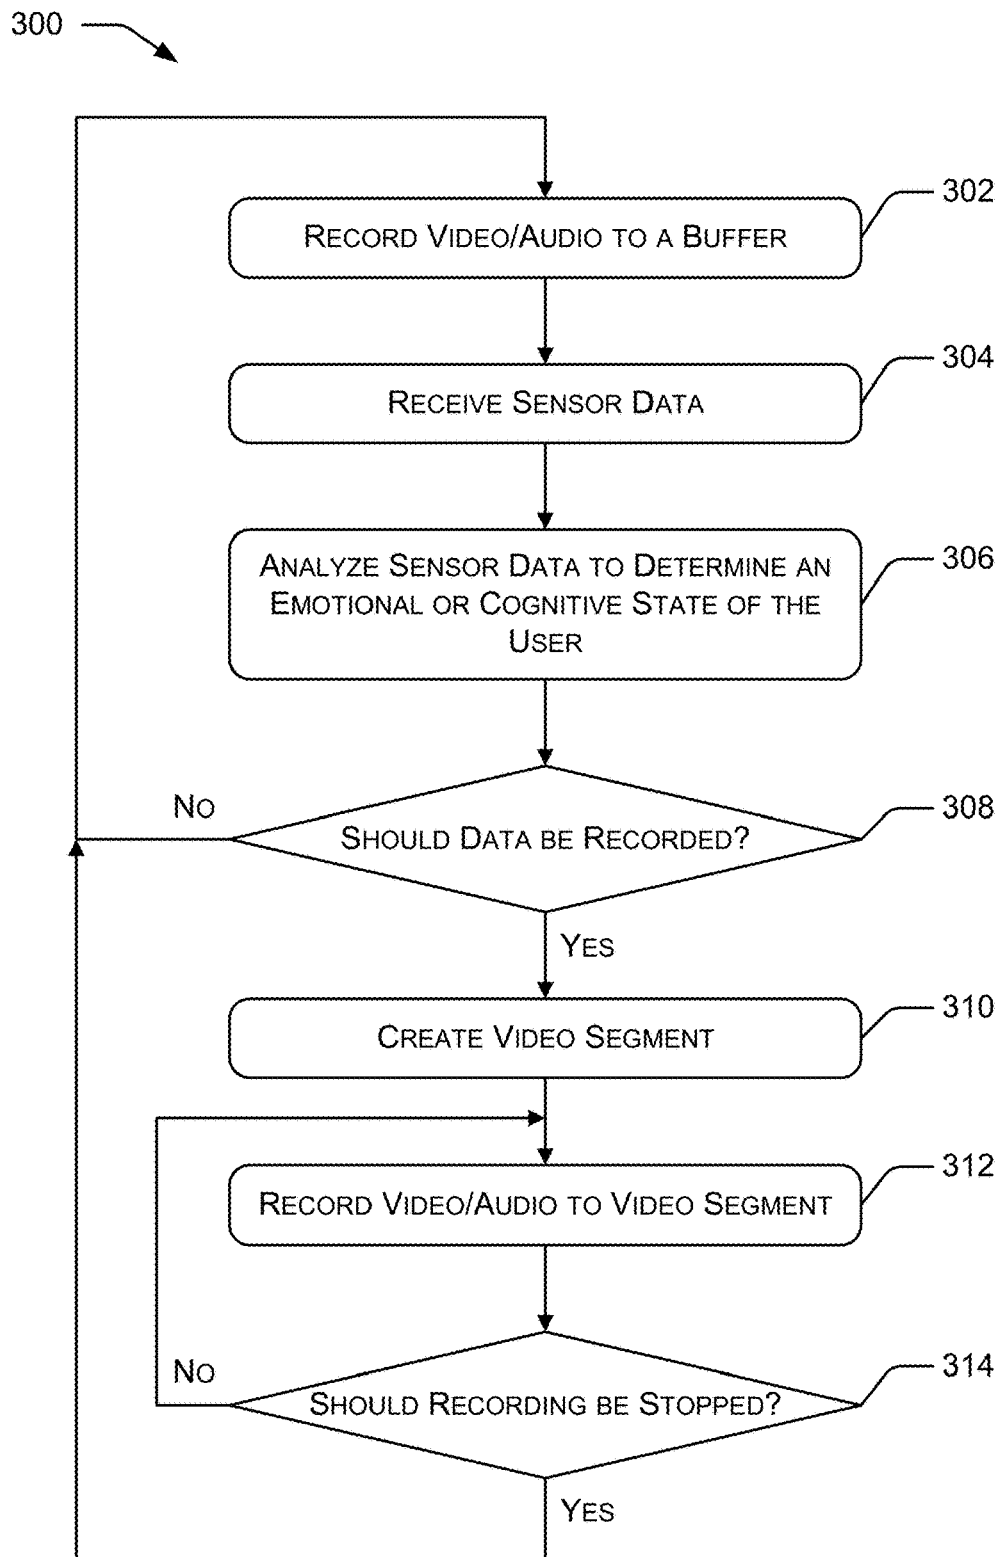 300
302
RECORD VIDEO/AUDIO TO A BUFFER
304
RECEIVE SENSOR DATA
306
ANALYZE SENSOR DATA TO DETERMINE AN
EMOTIONAL OR COGNITIVE STATE OF THE
USER
NO
308
SHOULD DATA BE RECORDED?
YES
310
CREATE VIDEO SEGMENT
312
RECORD VIDEO/AUDIO TO VIDEO SEGMENT
NO
314
SHOULD RECORDING BE STOPPED?
YES